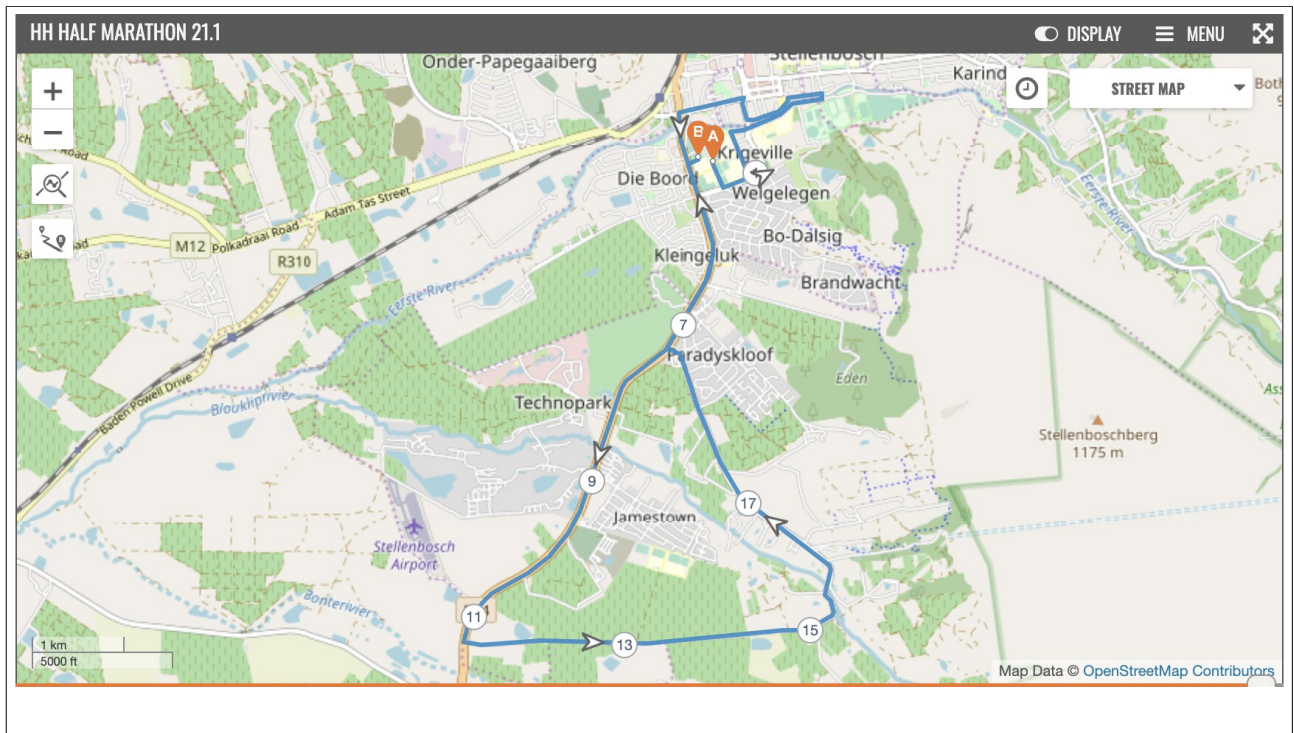 HH HALF MARATHON 21.1
DISPLAY
MENU
Onder-Papegaaiberg
Stellenbosch
Karind
STREET MAP
Both
+
−
B
A
Krigeville
Die Boord
Welgelegen
Adam Tas Street
M12
Polkadraai Road
R310
Eerste River
Bo-Dalsig
Kleingeluk
Brandwacht
Eerste River
7
Paradyskloof
Eden
Ass
Baden Powell Drive
Bloukliprivier
Technopark
Stellenboschberg
1175 m
9
17
Jamestown
Stellenbosch
Airport
Bonterivier
11
13
15
1 km
5000 ft
Map Data © OpenStreetMap Contributors